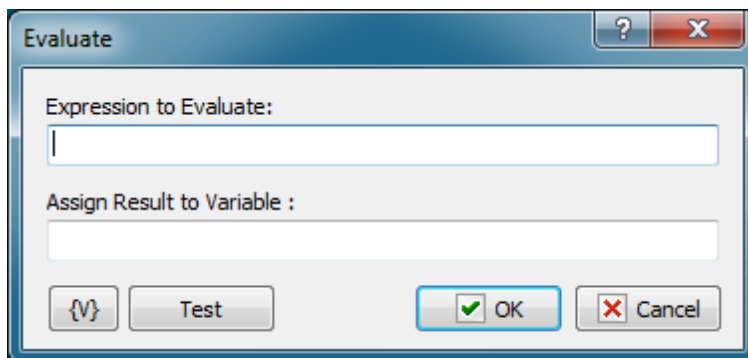 Evaluate ?
Expression to Evaluate:
Assign Result to Variable :
{V} Test OK Cancel